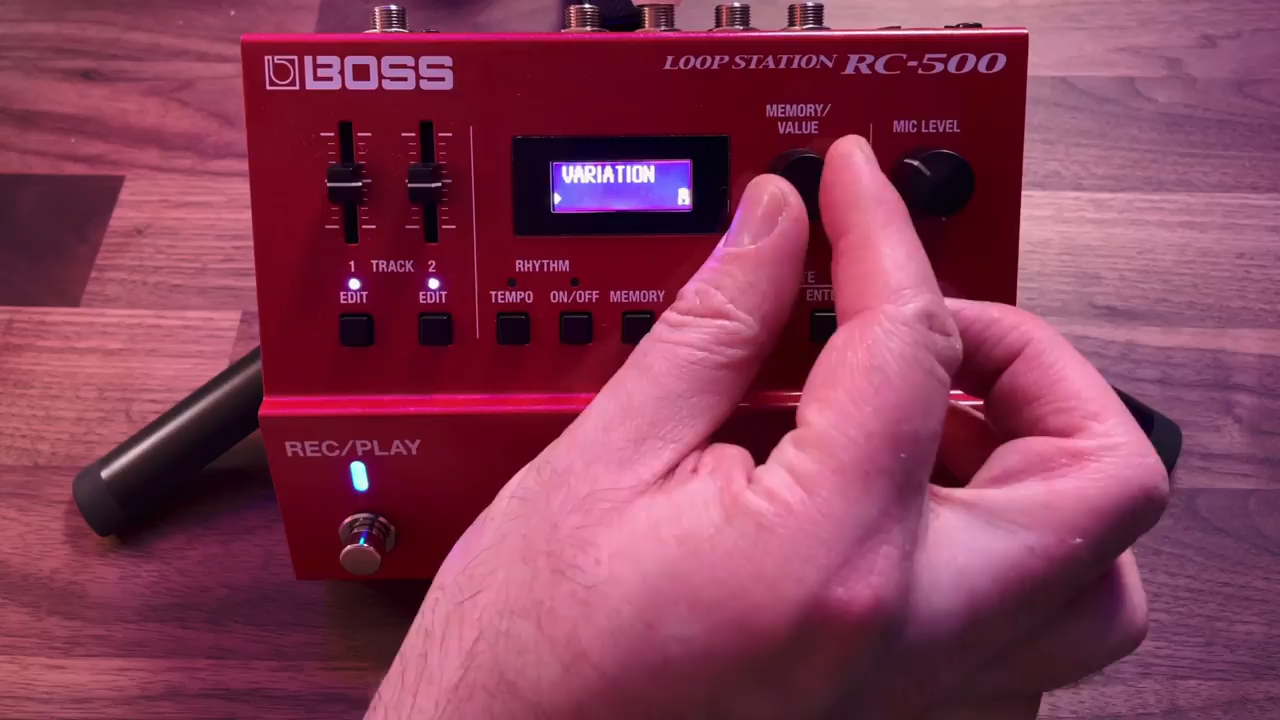 BOSS
LOOP STATION RC-500
MEMORY/
VALUE
MIC LEVEL
VARIATION
A
1 TRACK 2
EDIT
EDIT
RHYTHM
TEMPO
ON/OFF
MEMORY
REC/PLAY